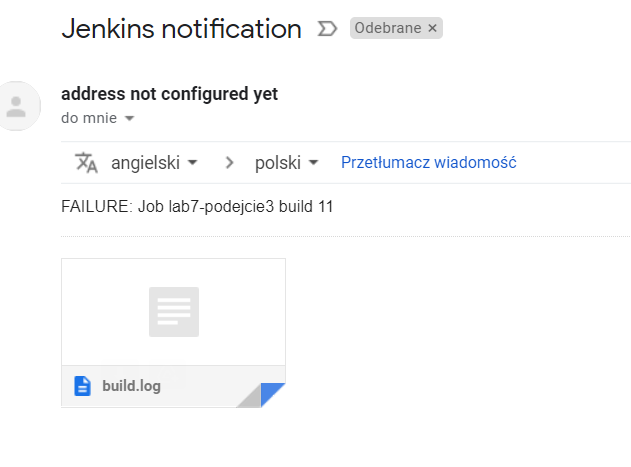 Jenkins notification
Odebrane ×
address not configured yet
do mnie
angielski
polski
Przetłumacz wiadomość
FAILURE: Job lab7-podejcie3 build 11
build.log